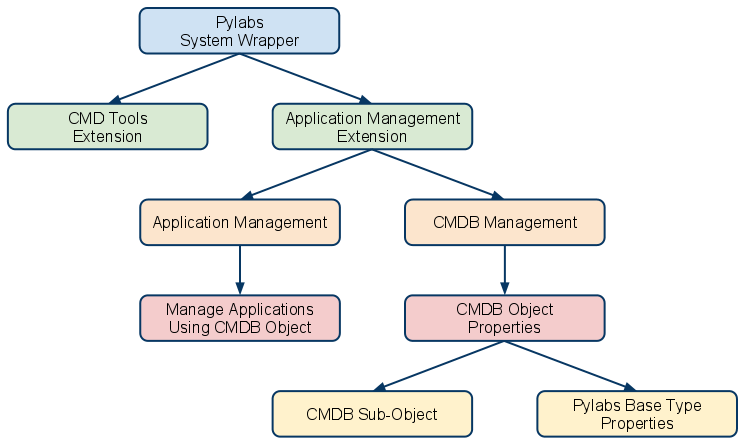 Pylabs
System Wrapper
CMD Tools
Extension
Application Management
Extension
Application Management
CMDB Management
Manage Applications
Using CMDB Object
CMDB Object
Properties
CMDB Sub-Object
Pylabs Base Type
Properties